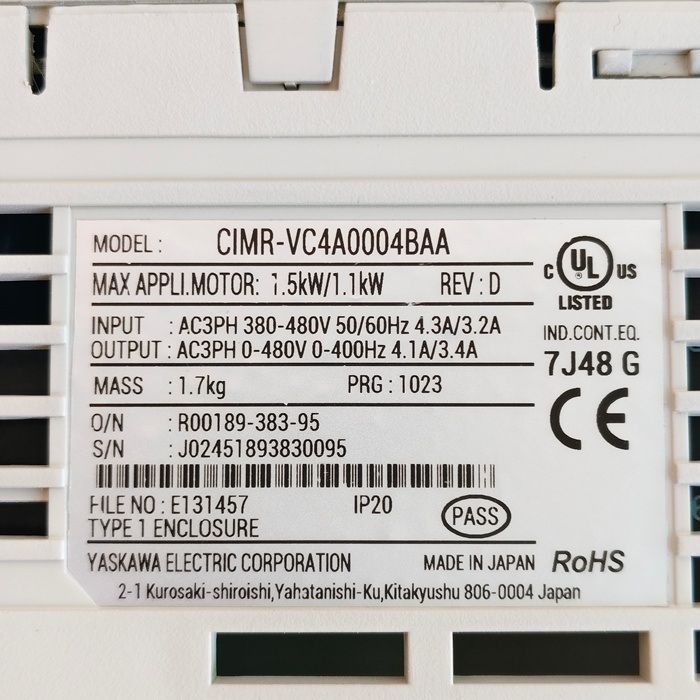 MODEL : CIMR-VC4A0004BAA
MAX APPLI.MOTOR: 1.5kW/1.1kW REV : D
INPUT : AC3PH 380-480V 50/60Hz 4.3A/3.2A
OUTPUT : AC3PH 0-480V 0-400Hz 4.1A/3.4A
MASS : 1.7kg PRG : 1023
O/N : R00189-383-95
S/N : J02451893830095
FILE NO : E131457 IP20
TYPE 1 ENCLOSURE
PASS
C UL US
LISTED
IND.CONT.EQ.
7J48 G
CE
YASKAWA ELECTRIC CORPORATION MADE IN JAPAN RoHS
2-1 Kurosaki-shiroishi,Yahatanishi-Ku,Kitakyushu 806-0004 Japan